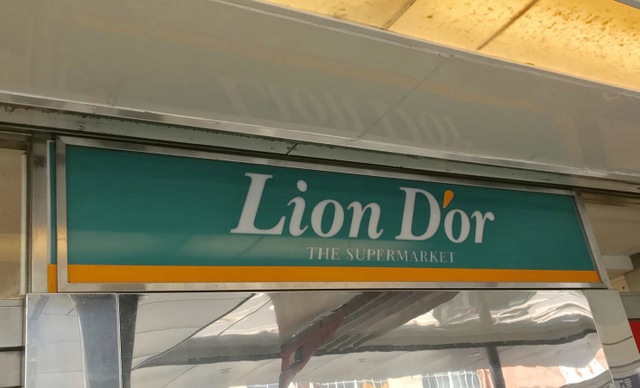 Lion D'or
THE SUPERMARKET